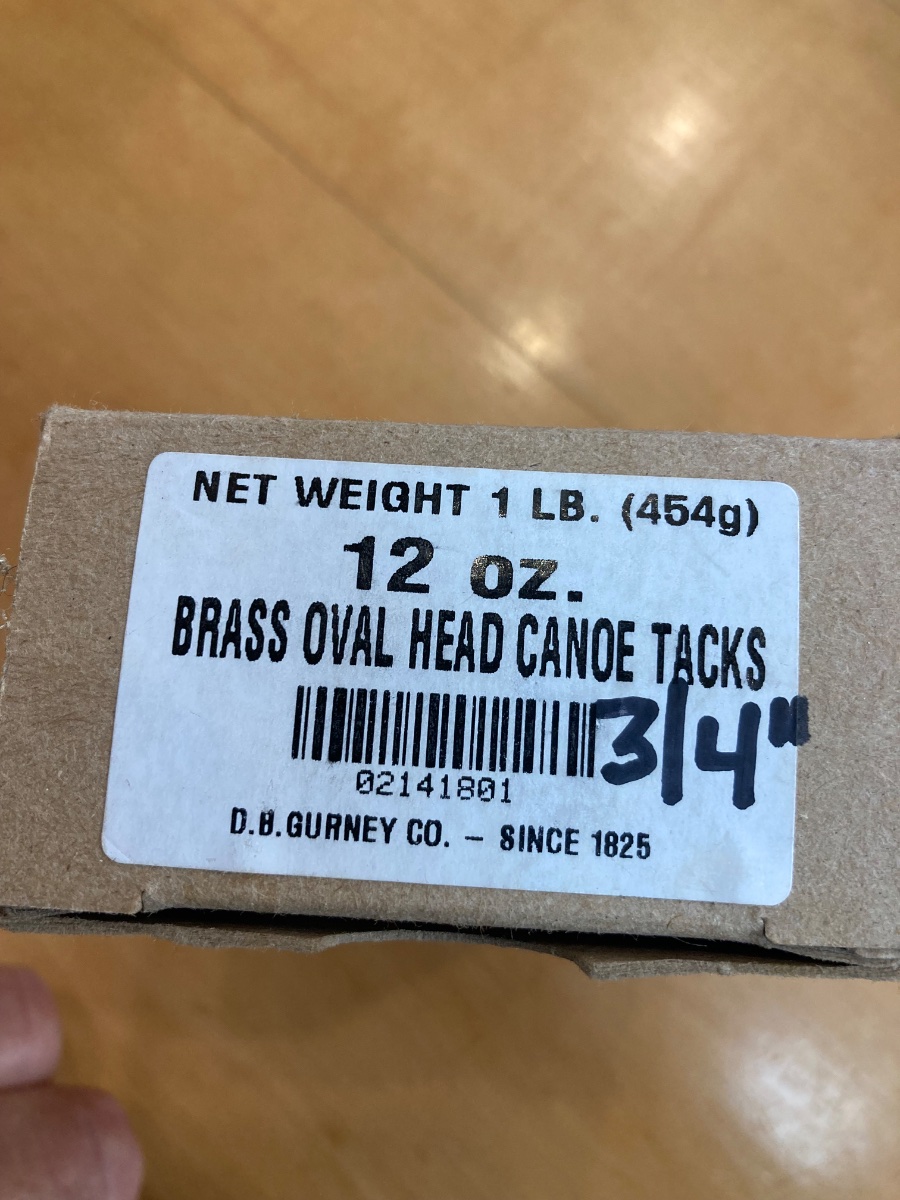 NET WEIGHT 1 LB. (454g)
12 oz.
BRASS OVAL HEAD CANOE TACKS
3/4"
02141801
D.B.GURNEY CO. – SINCE 1825